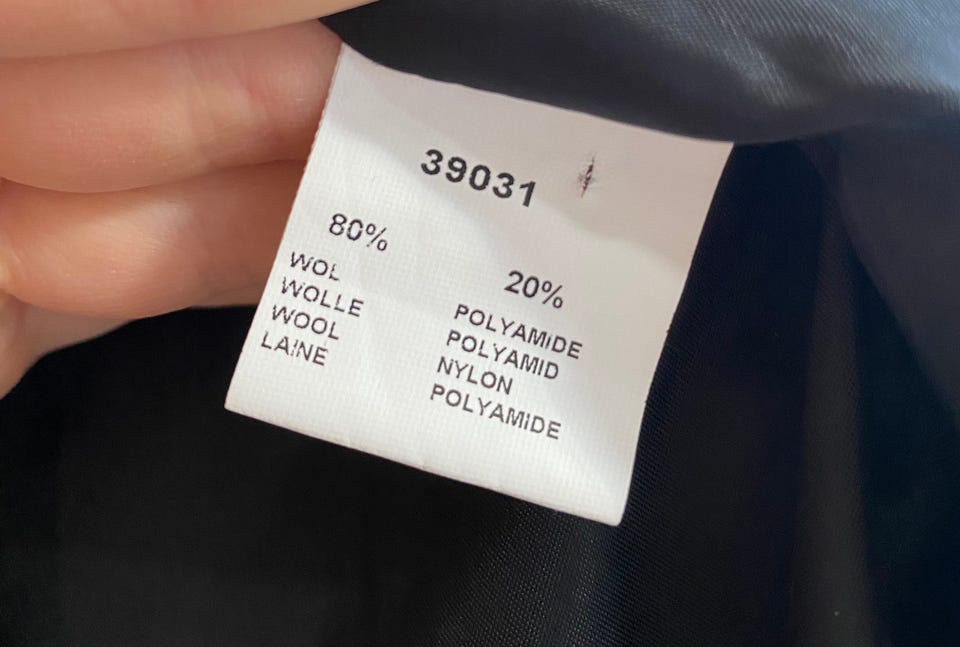 39031
80%
WOL
WOLLE
WOOL
LAINE
20%
POLYAMIDE
POLYAMID
NYLON
POLYAMIDE